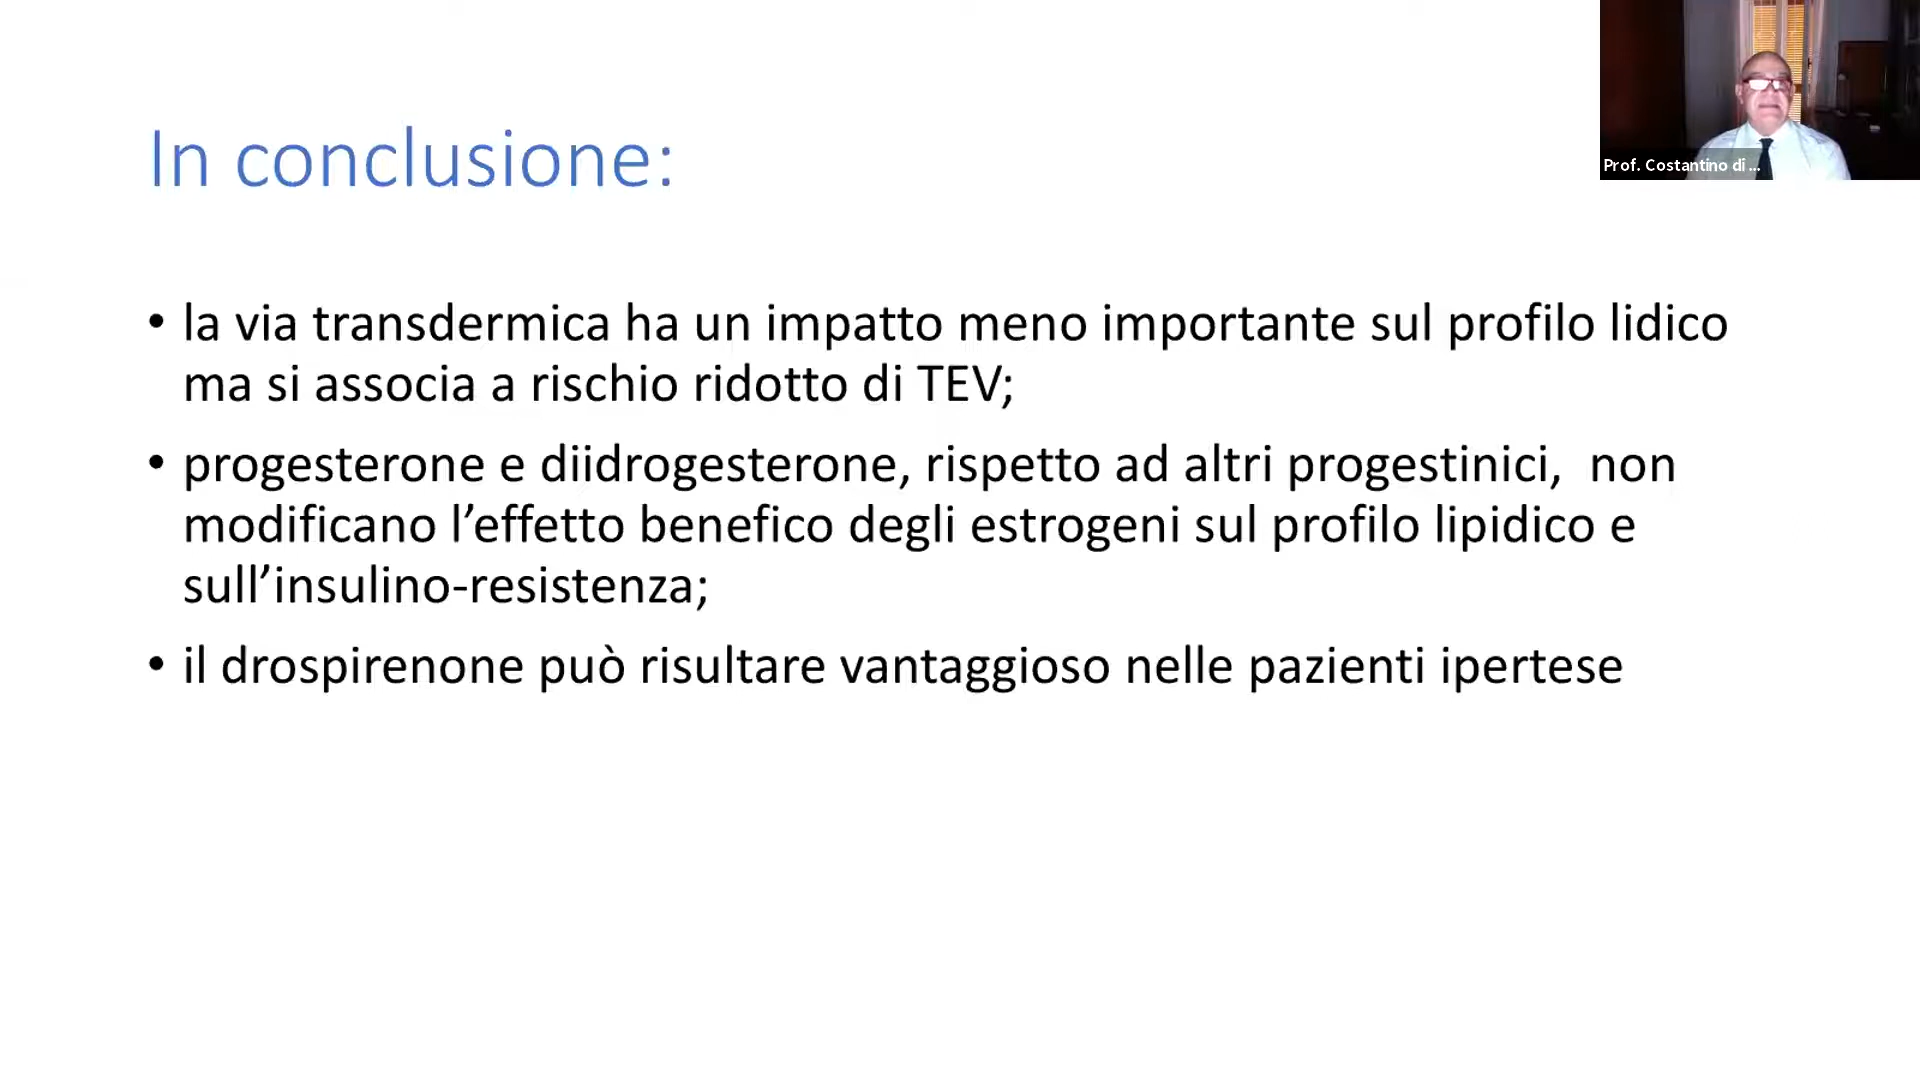 In conclusione:
Prof. Costantino di ...
• la via transdermica ha un impatto meno importante sul profilo lidico
ma si associa a rischio ridotto di TEV;
• progesterone e diidrogesterone, rispetto ad altri progestinici,  non
modificano l’effetto benefico degli estrogeni sul profilo lipidico e
sull’insulino-resistenza;
• il drospirenone può risultare vantaggioso nelle pazienti ipertese